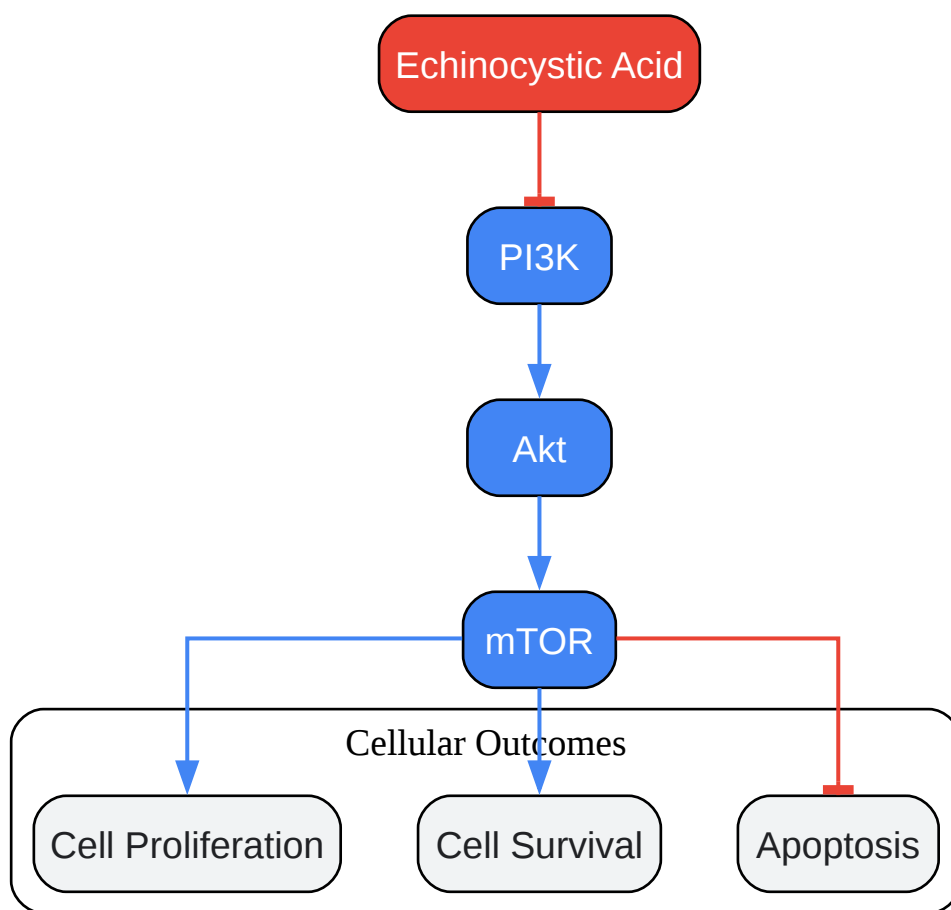 Echinocystic Acid
PI3K
Akt
mTOR
Cellular Outcomes
Cell Proliferation
Cell Survival
Apoptosis